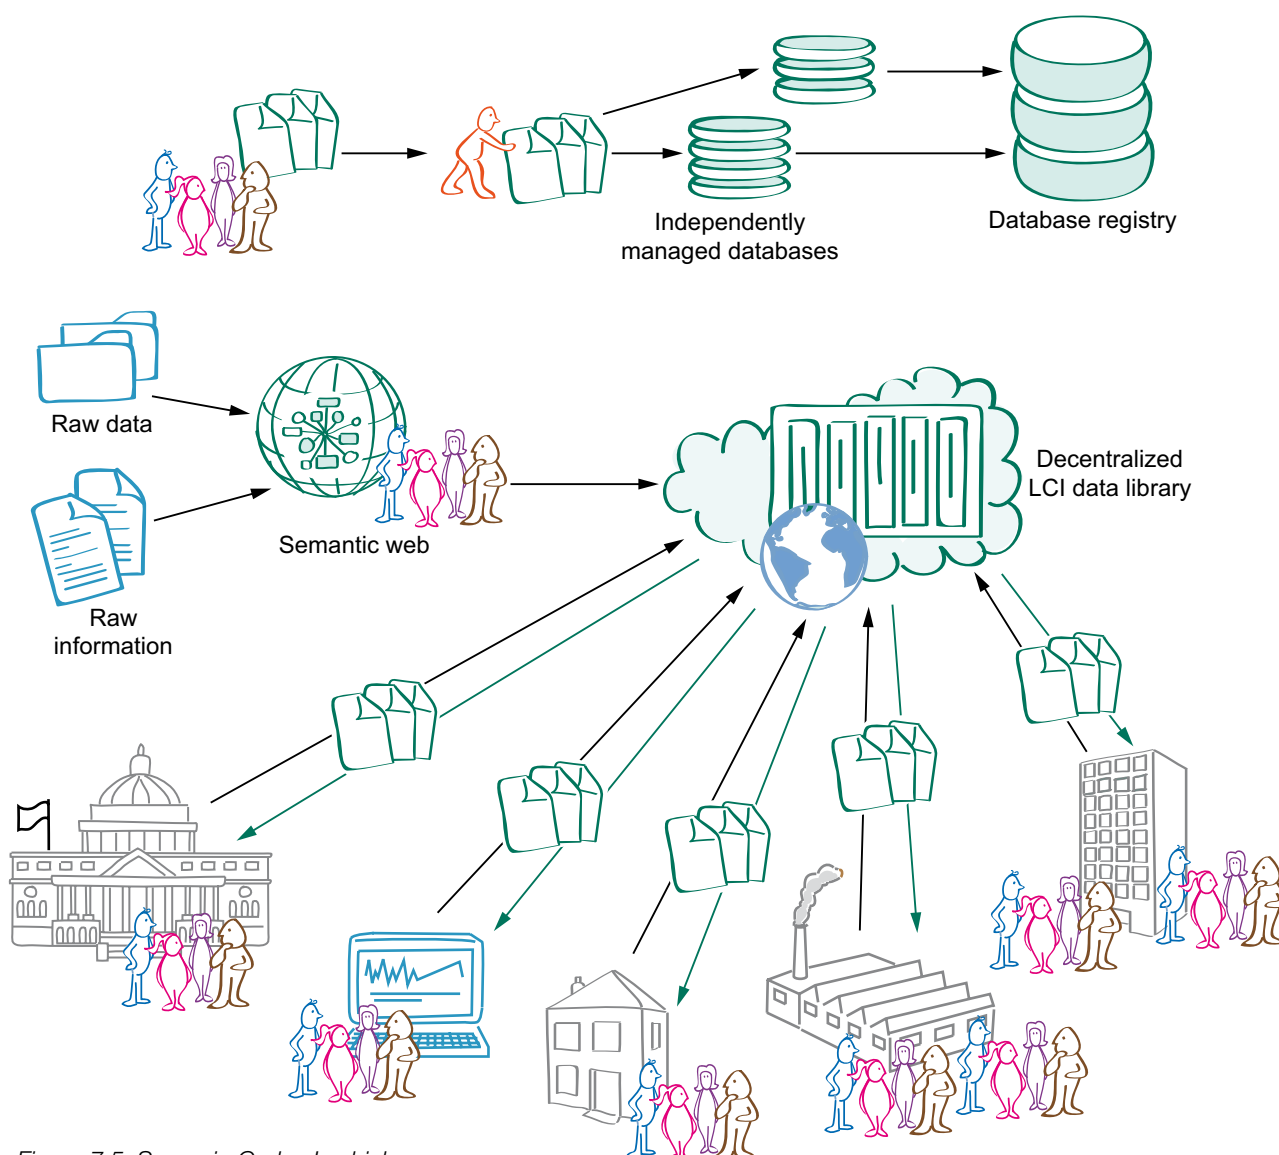 Independently
managed databases
Database registry
Raw data
Semantic web
Decentralized
LCI data library
Raw
information